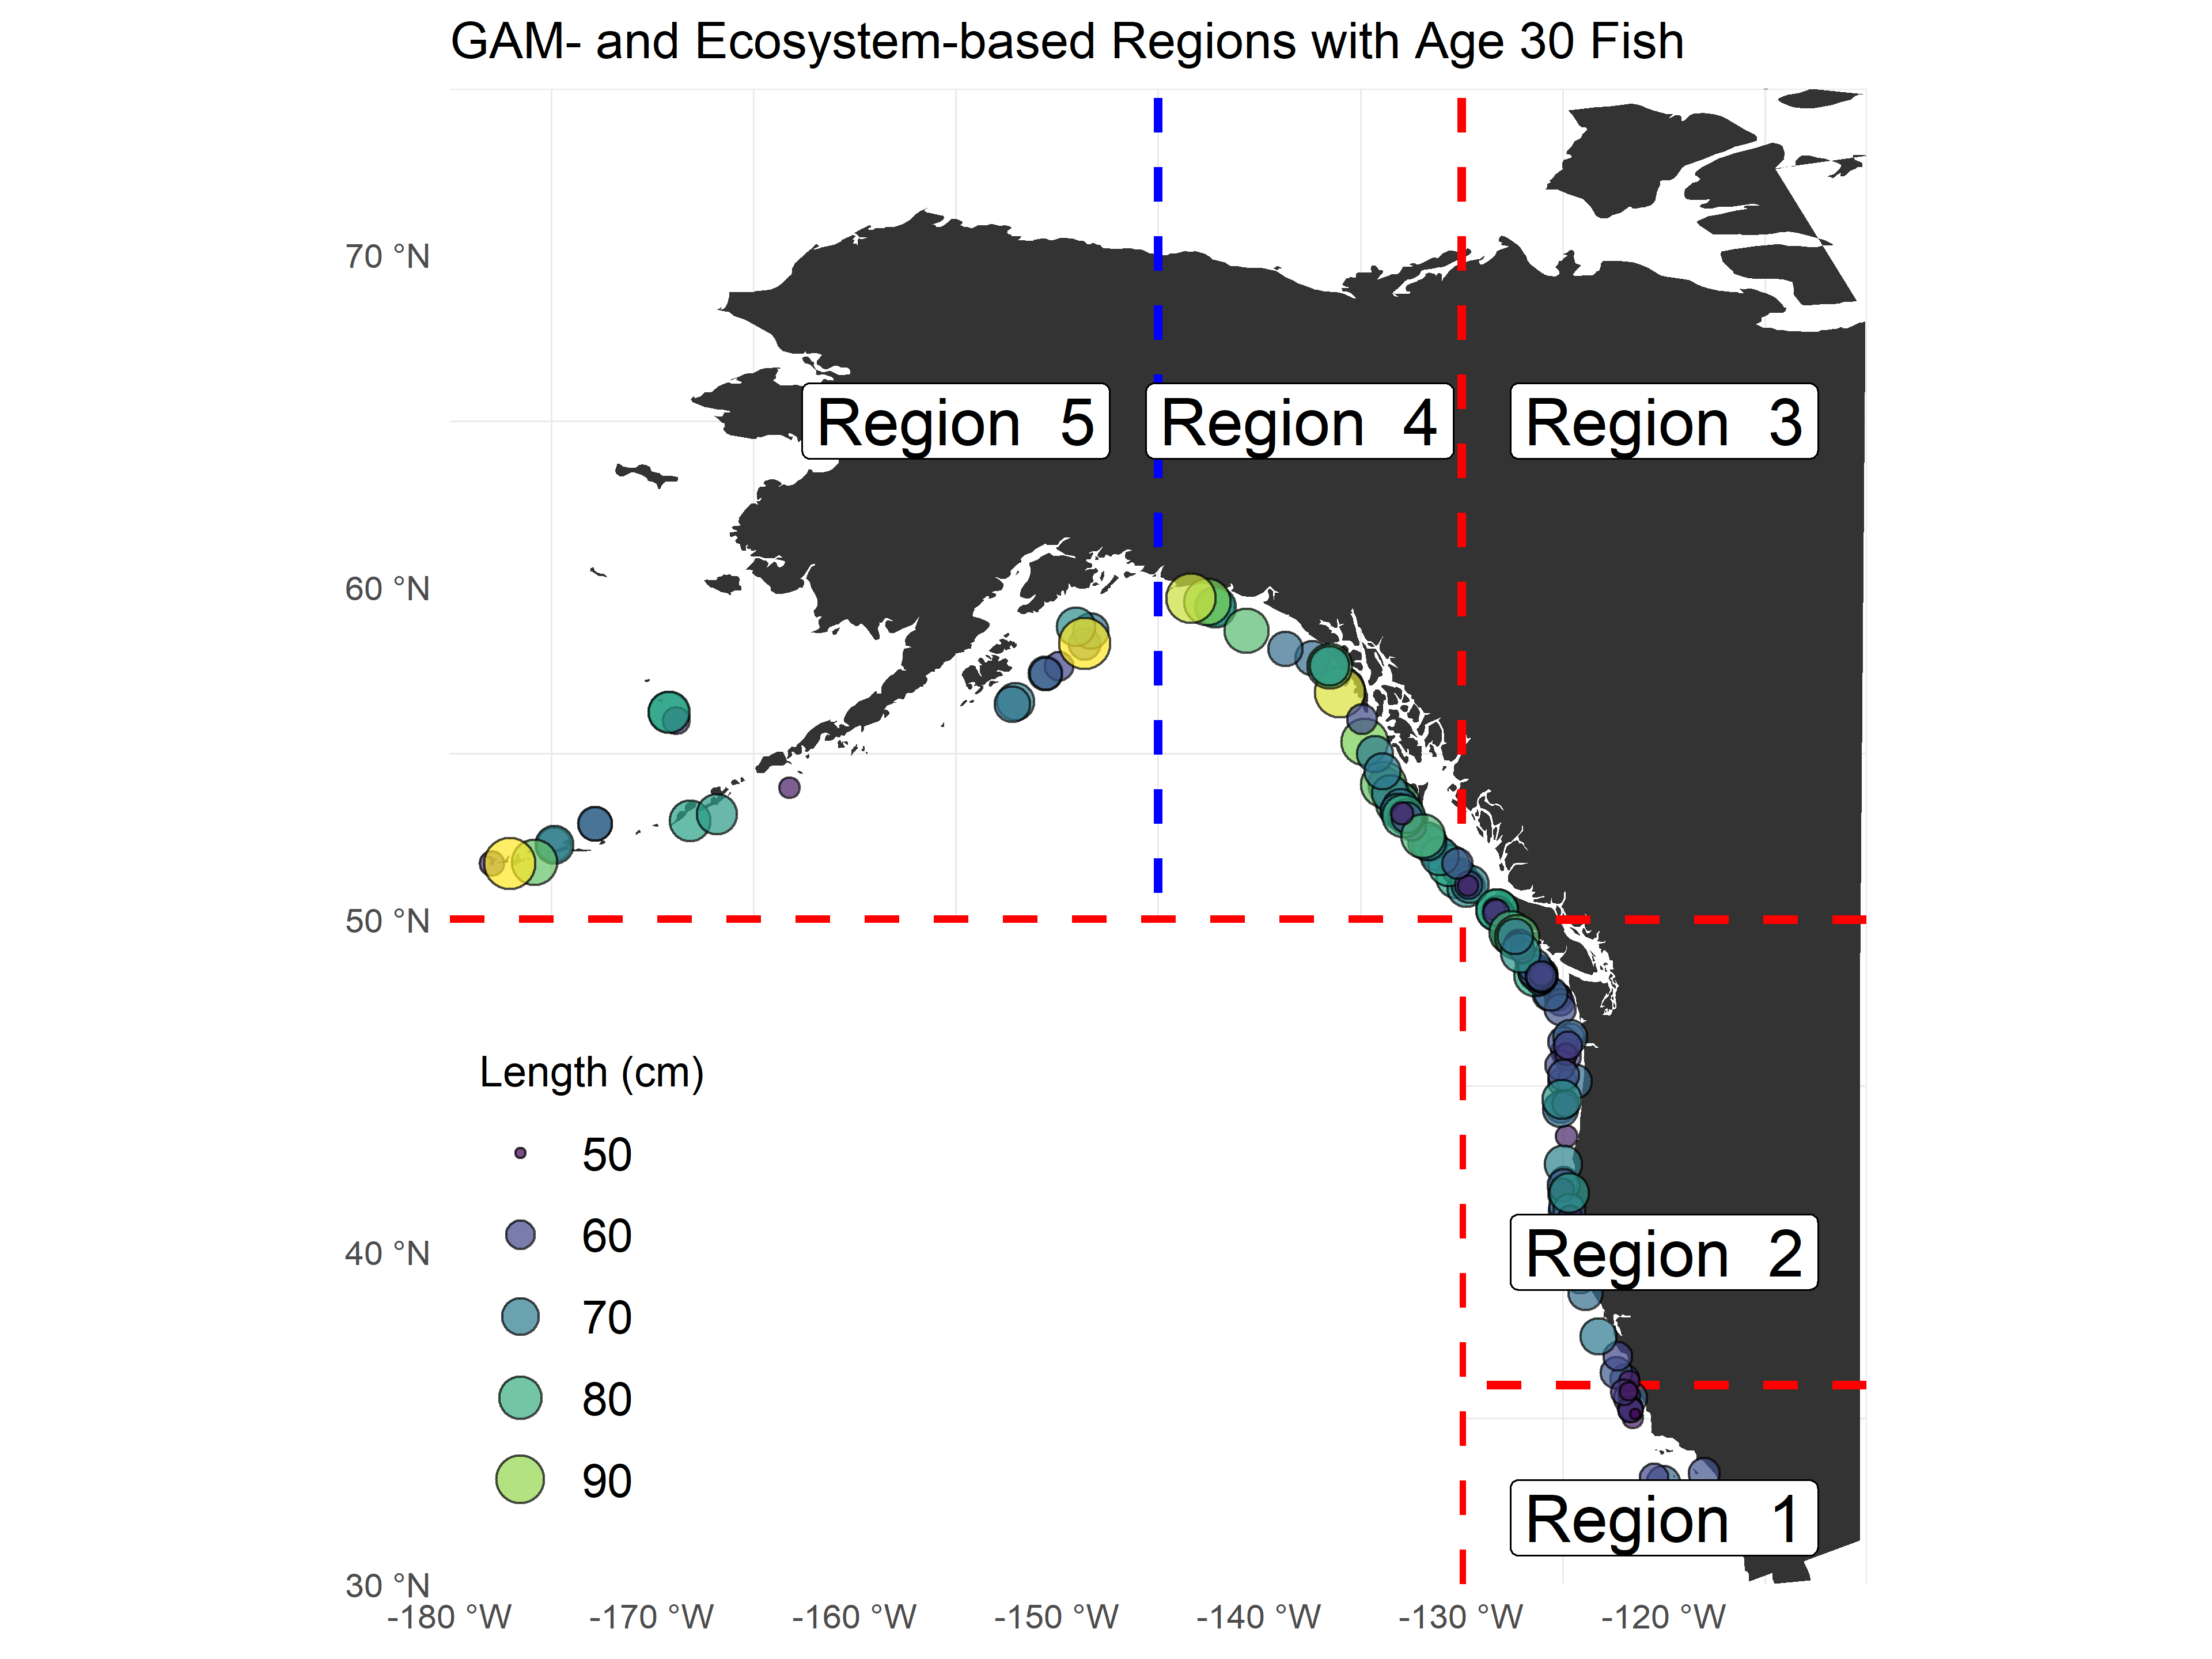 GAM- and Ecosystem-based Regions with Age 30 Fish
70 °N
Region 5
Region 4
Region 3
60 °N
50 °N
Length (cm)
50
60
40 °N
Region 2
70
80
90
Region 1
30 °N
-180 °W
-170 °W
-160 °W
-150 °W
-140 °W
-130 °W
-120 °W